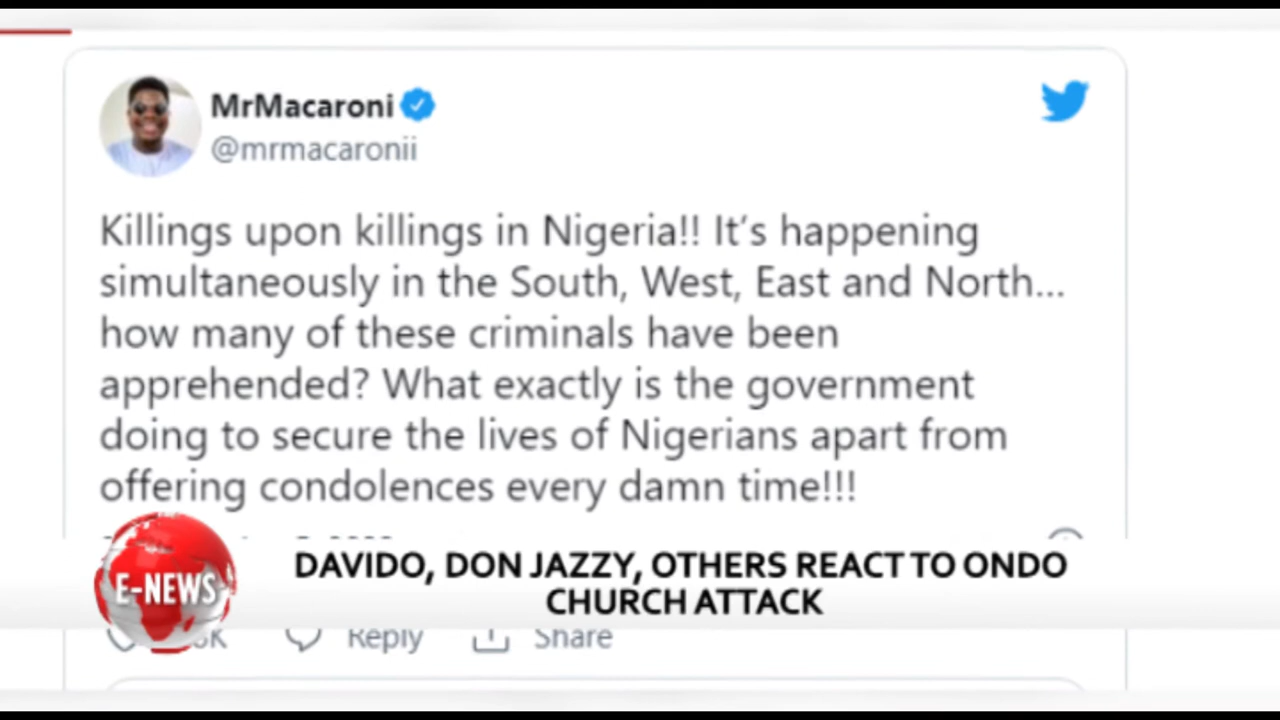 MrMacaroni
@mrmacaronii
Killings upon killings in Nigeria!! It's happening
simultaneously in the South, West, East and North...
how many of these criminals have been
apprehended? What exactly is the government
doing to secure the lives of Nigerians apart from
offering condolences every damn time!!!
E-NEWS
DAVIDO, DON JAZZY, OTHERS REACT TO ONDO
CHURCH ATTACK
Reply Share